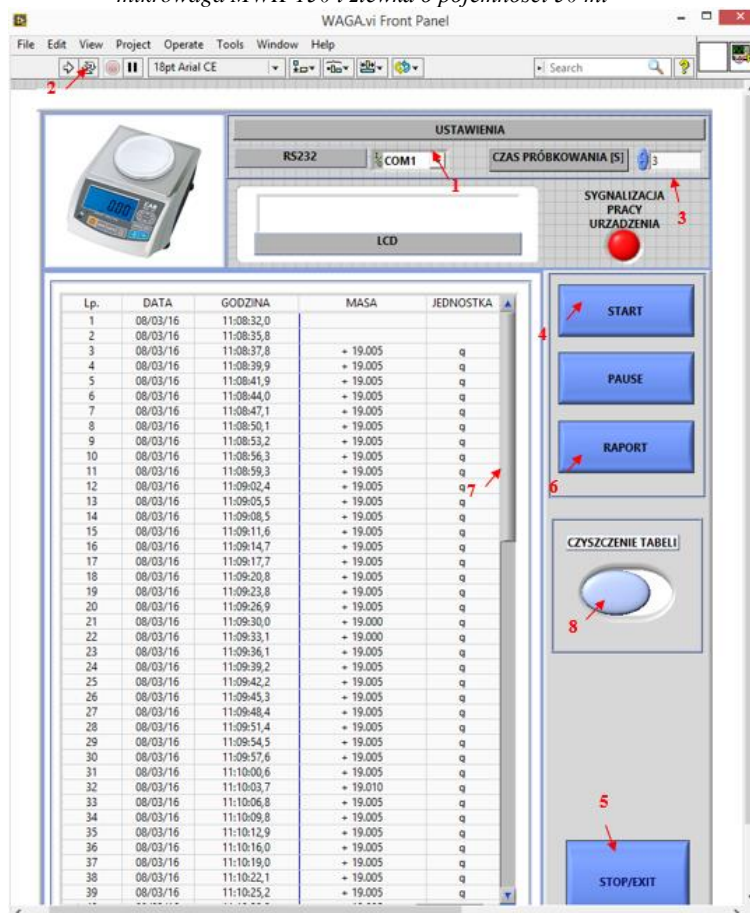 mikrowaga MWK-150 i zlewka o pojemności 50 ml
WAGA.vi Front Panel
File Edit View Project Operate Tools Window Help
2
18pt Arial CE
Search
USTAWIENIA
RS232 COM1 CZAS PRÓBKOWANIA [S] 3
1
3
SYGNALIZACJA
PRACY
URZADZENIA
0.00
LCD
Lp. DATA GODZINA MASA JEDNOSTKA
1 08/03/16 11:08:32,0
2 08/03/16 11:08:35,8
3 08/03/16 11:08:37,8 + 19.005 g
4 08/03/16 11:08:39,9 + 19.005 g
5 08/03/16 11:08:41,9 + 19.005 g
6 08/03/16 11:08:44,0 + 19.005 g
7 08/03/16 11:08:47,1 + 19.005 g
8 08/03/16 11:08:50,1 + 19.005 g
9 08/03/16 11:08:53,2 + 19.005 g
10 08/03/16 11:08:56,3 + 19.005 g
11 08/03/16 11:08:59,3 + 19.005 g
12 08/03/16 11:09:02,4 + 19.005 g
13 08/03/16 11:09:05,5 + 19.005 g
14 08/03/16 11:09:08,5 + 19.005 g
15 08/03/16 11:09:11,6 + 19.005 g
16 08/03/16 11:09:14,7 + 19.005 g
17 08/03/16 11:09:17,7 + 19.005 g
18 08/03/16 11:09:20,8 + 19.005 g
19 08/03/16 11:09:23,8 + 19.005 g
20 08/03/16 11:09:26,9 + 19.005 g
21 08/03/16 11:09:30,0 + 19.000 g
22 08/03/16 11:09:33,1 + 19.000 g
23 08/03/16 11:09:36,1 + 19.005 g
24 08/03/16 11:09:39,2 + 19.005 g
25 08/03/16 11:09:42,2 + 19.005 g
26 08/03/16 11:09:45,3 + 19.005 g
27 08/03/16 11:09:48,4 + 19.005 g
28 08/03/16 11:09:51,4 + 19.005 g
29 08/03/16 11:09:54,5 + 19.005 g
30 08/03/16 11:09:57,6 + 19.005 g
31 08/03/16 11:10:00,6 + 19.005 g
32 08/03/16 11:10:03,7 + 19.010 g
33 08/03/16 11:10:06,8 + 19.005 g
34 08/03/16 11:10:09,8 + 19.005 g
35 08/03/16 11:10:12,9 + 19.005 g
36 08/03/16 11:10:16,0 + 19.005 g
37 08/03/16 11:10:19,0 + 19.005 g
38 08/03/16 11:10:22,1 + 19.005 g
39 08/03/16 11:10:25,2 + 19.005 g
7
START
4
PAUSE
RAPORT
6
CZYSZCZENIE TABELI
8
5
STOP/EXIT